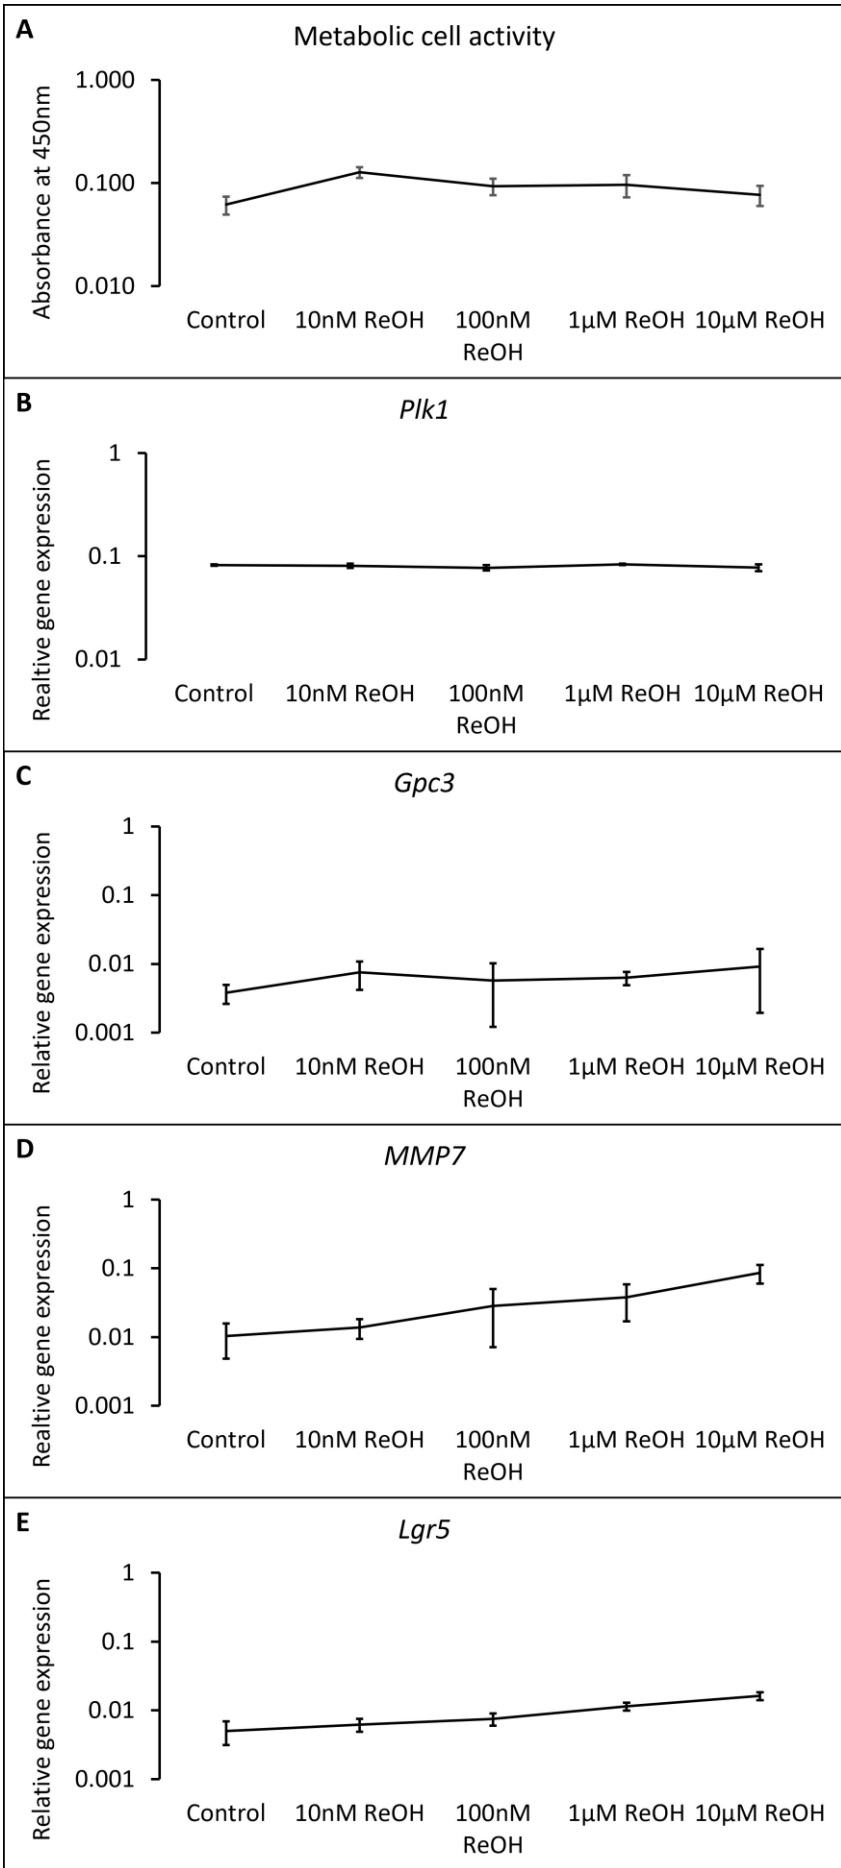 A
Metabolic cell activity
Absorbance at 450nm
1.000
0.100
0.010
Control 10nM ReOH 100nM 1µM ReOH 10µM ReOH
ReOH
B
Plk1
Realtive gene expression
1
0.1
0.01
Control 10nM ReOH 100nM 1µM ReOH 10µM ReOH
ReOH
C
Gpc3
Relative gene expression
1
0.1
0.01
0.001
Control 10nM ReOH 100nM 1µM ReOH 10µM ReOH
ReOH
D
MMP7
Realtive gene expression
1
0.1
0.01
0.001
Control 10nM ReOH 100nM 1µM ReOH 10µM ReOH
ReOH
E
Lgr5
Relative gene expression
1
0.1
0.01
0.001
Control 10nM ReOH 100nM 1µM ReOH 10µM ReOH
ReOH